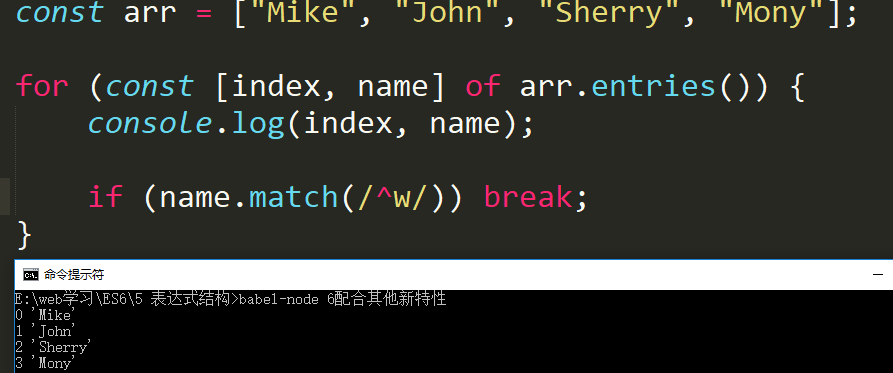 const arr = ["Mike", "John", "Sherry", "Mony"];
for (const [index, name] of arr.entries()) {
console.log(index, name);
if (name.match(/^w/)) break;
}
命令提示符
E:\web学习\ES6\5 表达式结构>babel-node 6配合其他新特性
0 'Mike'
1 'John'
2 'Sherry'
3 'Mony'